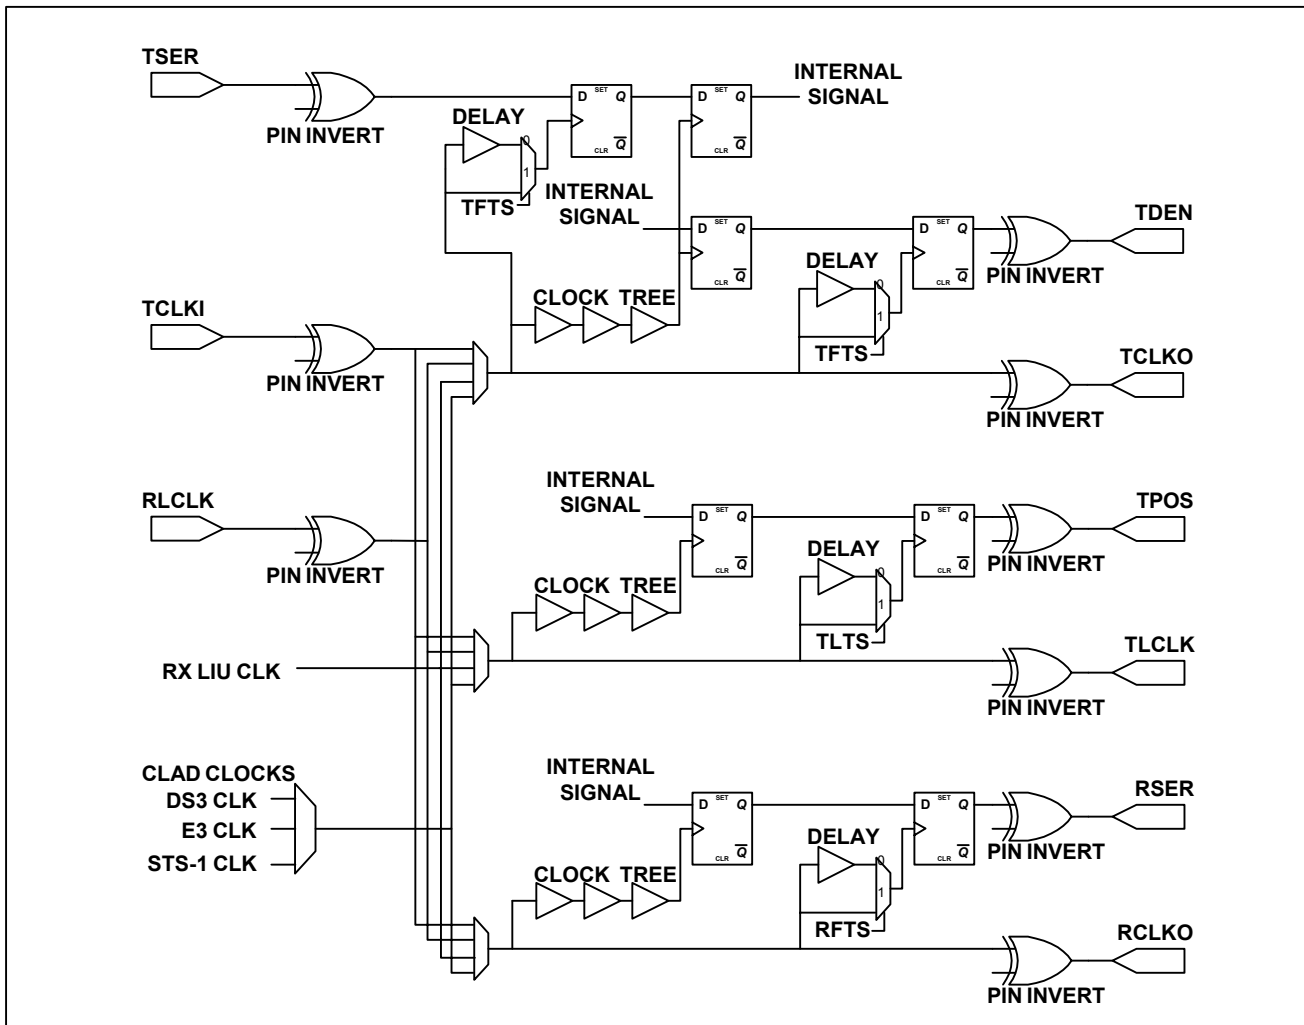 TSER
PIN INVERT
DELAY
0
1
TFTS
D SET Q
CLR Q
D SET Q
CLR Q
INTERNAL
SIGNAL
INTERNAL
SIGNAL
D SET Q
CLR Q
DELAY
0
1
TFTS
D SET Q
CLR Q
PIN INVERT
TDEN
TCLKI
PIN INVERT
CLOCK TREE
PIN INVERT
TCLKO
RLCLK
PIN INVERT
INTERNAL
SIGNAL
D SET Q
CLR Q
CLOCK TREE
DELAY
0
1
TLTS
D SET Q
CLR Q
PIN INVERT
TPOS
RX LIU CLK
PIN INVERT
TLCLK
CLAD CLOCKS
DS3 CLK
E3 CLK
STS-1 CLK
INTERNAL
SIGNAL
D SET Q
CLR Q
CLOCK TREE
DELAY
0
1
RFTS
D SET Q
CLR Q
PIN INVERT
RSER
PIN INVERT
RCLKO